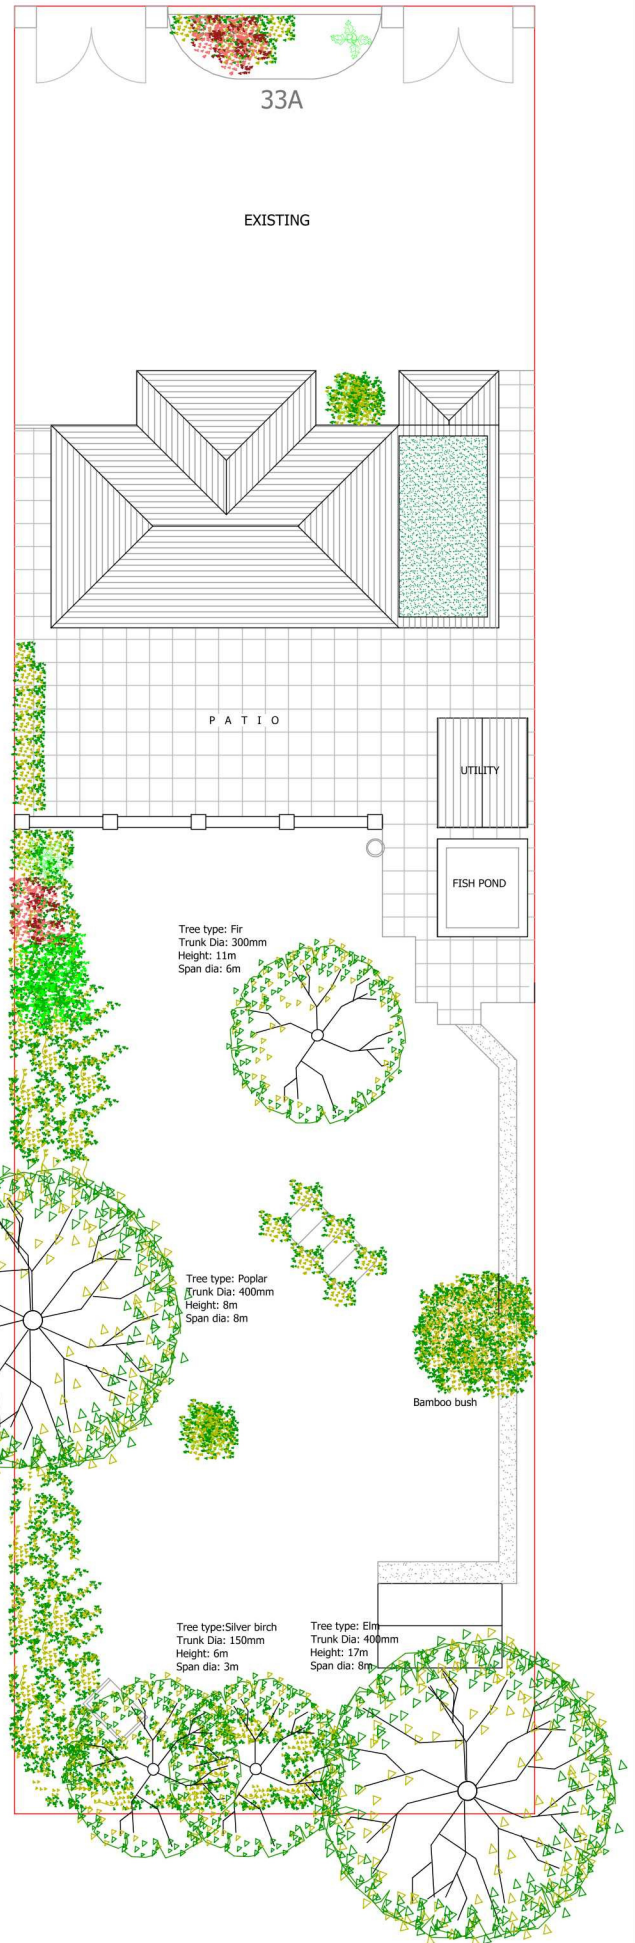 33A
EXISTING
P A T I O
UTILITY
FISH POND
Tree type: Fir
Trunk Dia: 300mm
Height: 11m
Span dia: 6m
Tree type: Poplar
Trunk Dia: 400mm
Height: 8m
Span dia: 8m
Bamboo bush
Tree type:Silver birch
Trunk Dia: 150mm
Height: 6m
Span dia: 3m
Tree type: Elm
Trunk Dia: 400mm
Height: 17m
Span dia: 8m